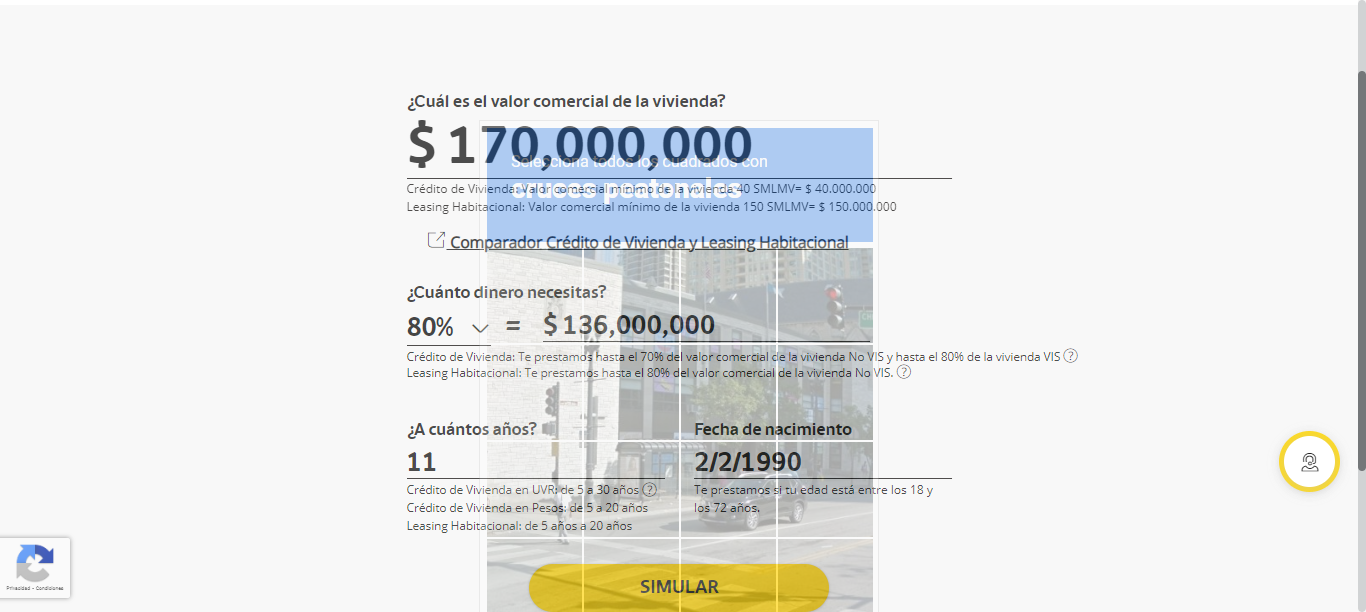 ¿Cuál es el valor comercial de la vivienda?
$ 170,000,000
Selecciona todos los cuadrados con
cruces peatonales
Crédito de Vivienda: Valor comercial mínimo de la vivienda 40 SMLMV= $ 40.000.000
Leasing Habitacional: Valor comercial mínimo de la vivienda 150 SMLMV= $ 150.000.000
Comparador Crédito de Vivienda y Leasing Habitacional
¿Cuánto dinero necesitas?
80% = $ 136,000,000
Crédito de Vivienda: Te prestamos hasta el 70% del valor comercial de la vivienda No VIS y hasta el 80% de la vivienda VIS ?
Leasing Habitacional: Te prestamos hasta el 80% del valor comercial de la vivienda No VIS. ?
¿A cuántos años?
11
Crédito de Vivienda en UVR: de 5 a 30 años ?
Crédito de Vivienda en Pesos: de 5 a 20 años
Leasing Habitacional: de 5 años a 20 años
Fecha de nacimiento
2/2/1990
Te prestamos si tu edad está entre los 18 y
los 72 años.
SIMULAR
Privacidad - Condiciones